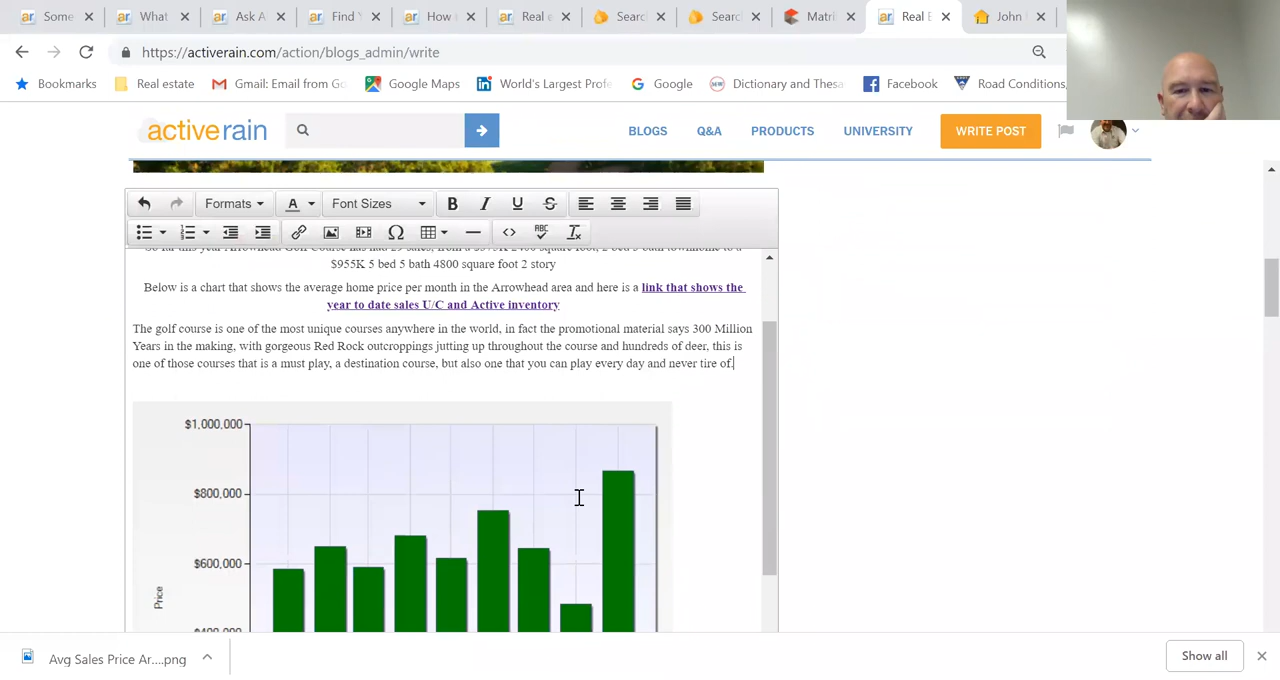 Some
What
Ask A
Find Y
How t
Real e
Searc
Searc
Matri
Real E
John
https://activerain.com/action/blogs_admin/write
Bookmarks
Real estate
Gmail: Email from Go
Google Maps
World's Largest Profe
Google
Dictionary and Thesa
Facebook
Road Conditions,
activerain
BLOGS
Q&A
PRODUCTS
UNIVERSITY
WRITE POST
Formats
A
Font Sizes
B
I
U
S
ABC
$955K 5 bed 5 bath 4800 square foot 2 story
Below is a chart that shows the average home price per month in the Arrowhead area and here is a link that shows the
year to date sales U/C and Active inventory
The golf course is one of the most unique courses anywhere in the world, in fact the promotional material says 300 Million
Years in the making, with gorgeous Red Rock outcroppings jutting up throughout the course and hundreds of deer, this is
one of those courses that is a must play, a destination course, but also one that you can play every day and never tire of.
$1,000,000
$800,000
$600,000
Price
Avg Sales Price Ar....png
Show all